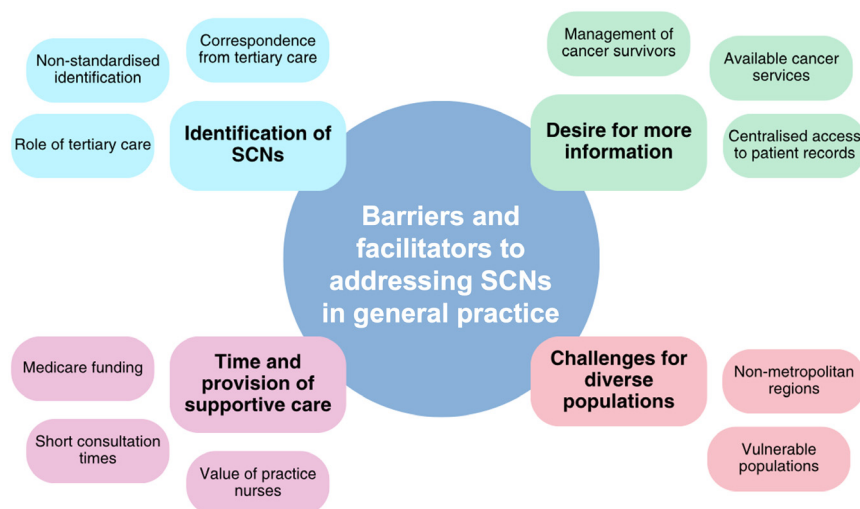 Non-standardised
identification
Correspondence
from tertiary care
Role of tertiary care
Identification of
SCNs
Management of
cancer survivors
Available cancer
services
Desire for more
information
Centralised access
to patient records
Barriers and
facilitators to
addressing SCNs
in general practice
Medicare funding
Time and
provision of
supportive care
Short consultation
times
Value of practice
nurses
Challenges for
diverse
populations
Non-metropolitan
regions
Vulnerable
populations